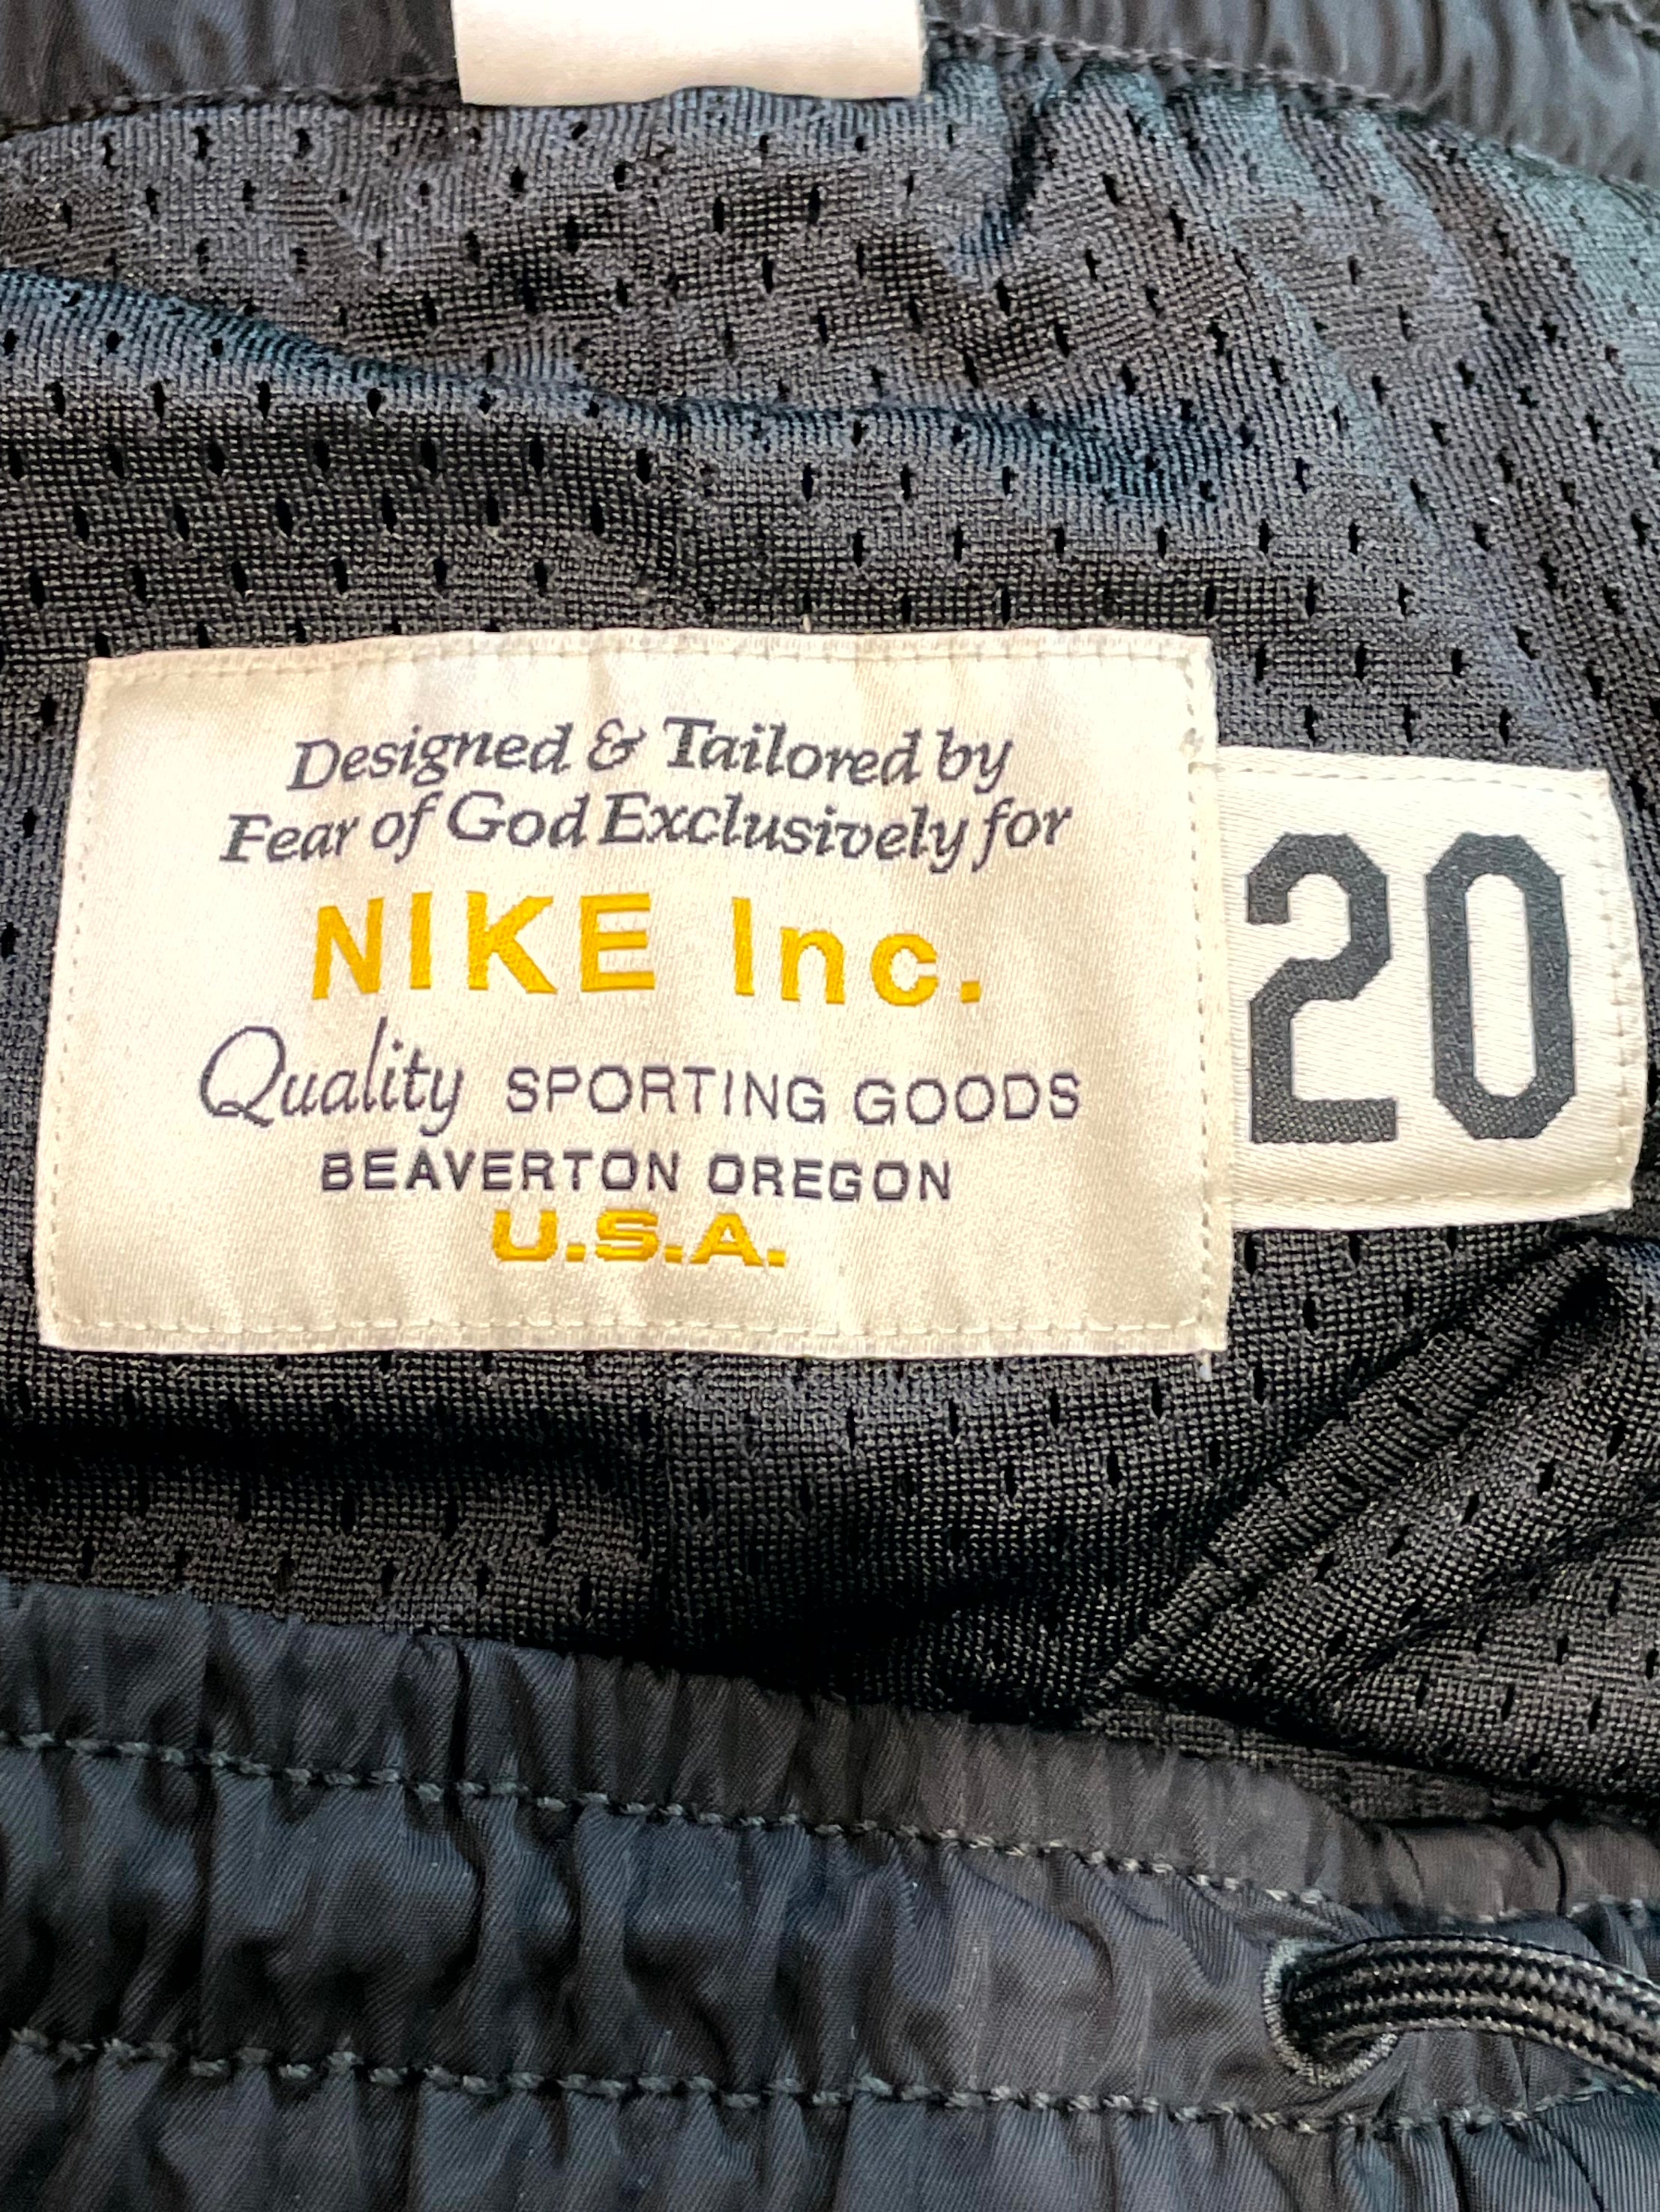 Designed & Tailored by
Fear of God Exclusively for
NIKE Inc.
Quality SPORTING GOODS
BEAVERTON OREGON
U.S.A.
20